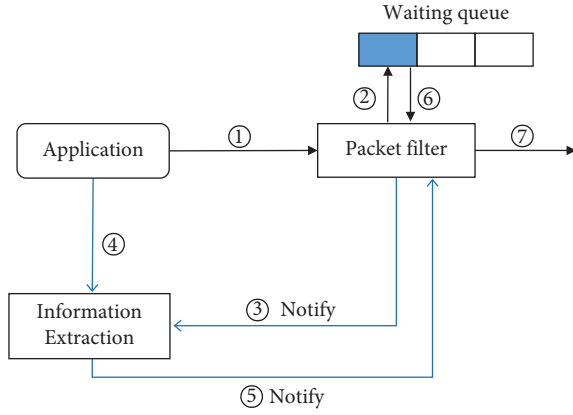 Waiting queue
② ⑥
①
Application
Packet filter
⑦
④
③ Notify
Information
Extraction
⑤ Notify